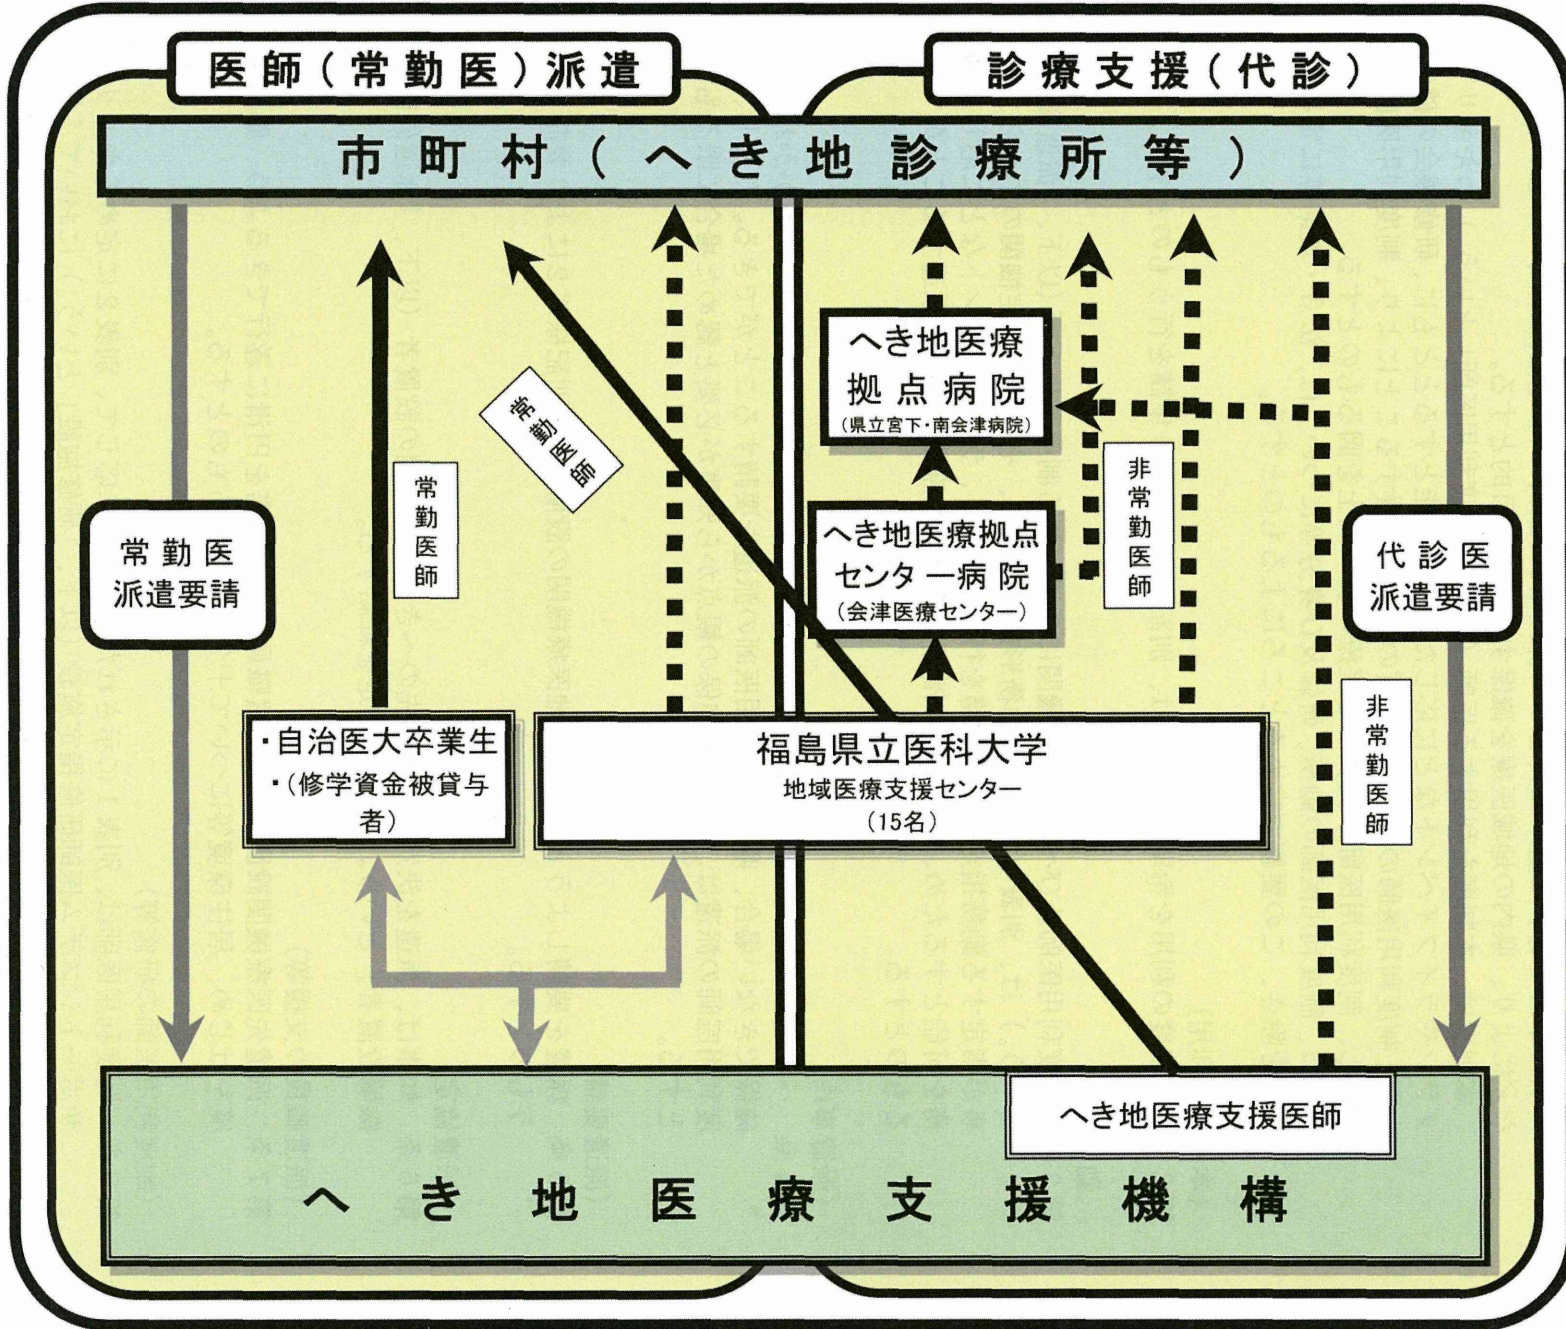 医師(常勤医)派遣
診療支援(代診)
市町村(へき地診療所等)
へき地医療
拠点病院
(県立宮下・南会津病院)
常勤医師
常勤医師
非常勤医師
へき地医療拠点
センター病院
(会津医療センター)
常勤医
派遣要請
代診医
派遣要請
・自治医大卒業生
・(修学資金被貸与
者)
福島県立医科大学
地域医療支援センター
(15名)
非常勤医師
へき地医療支援医師
へき地医療支援機構